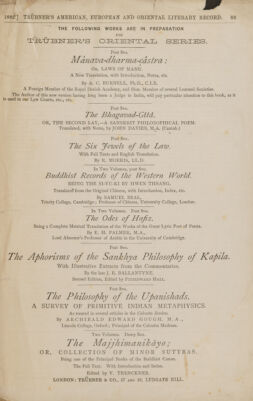 1882] TRÜBNER'S AMERICAN, EUROPEAN AND ORIENTAL LITERARY RECORD.
THE FOLLOWING WORKS ARE IN PREPARATION
FOR
TRÜBNER'S ORIENTAL SERIES.
Post 8vo.
Mánava-dharma-çástra:
OR, LAWS OF MANU.
A New Translation, with Introduction, Notes, etc.
By A. C. BURNELL, Ph.D., C.I.E.
A Foreign Member of the Royal Danish Academy, and Hon. Member of several Learned Societies.
The Author of this new version having long been a Judge in India, will pay particular attention to this book, as it
is used in our Law Courts, etc., etc.
Post 8vo.
The Bhagavad-Gîtâ.
OR, THE SACRED LAY.—A SANSKRIT PHILOSOPHICAL POEM.
Translated, with Notes, by JOHN DAVIES, M.A. (Cantab.)
Post 8vo.
The Six Jewels of the Law.
With Pali Texts and English Translation.
By R. MORRIS, LL.D.
In Two Volumes, post 8vo.
Buddhist Records of the Western World.
BEING THE SI-YU-KI BY HWEN THSANG.
Translated from the Original Chinese, with Introduction, Index, etc.
By SAMUEL BEAL,
Trinity College, Cambridge; Professor of Chinese, University College, London.
In Two Volumes. Post 8vo.
The Odes of Hafiz.
Being a Complete Metrical Translation of the Works of the Great Lyric Poet of Persia.
By E. H. PALMER, M.A.,
Lord Almoner's Professor of Arabic in the University of Cambridge.
Post 8vo.
The Aphorisms of the Sankhya Philosophy of Kapila.
With Illustrative Extracts from the Commentaries.
By the late J. R. BALLANTYNE.
Second Edition, Edited by FITZEDWARD HALL.
Post 8vo.
The Philosophy of the Upanishads.
A SURVEY OF PRIMITIVE INDIAN METAPHYSICS.
As treated in several articles in the Calcutta Review.
By ARCHIBALD EDWARD GOUGH, M.A.,
Lincoln College, Oxford; Principal of the Calcutta Madrasa.
Two Volumes. Demy 8vo.
The Majjhimanikâyo;
OR, COLLECTION OF MINOR SUTTRAS.
Being one of the Principal Books of the Buddhist Canon.
The Pali Text. With Introduction and Series.
Edited by V. TRENCKNER.
LONDON: TRÜBNER & CO., 57 AND 59, LUDGATE HILL.